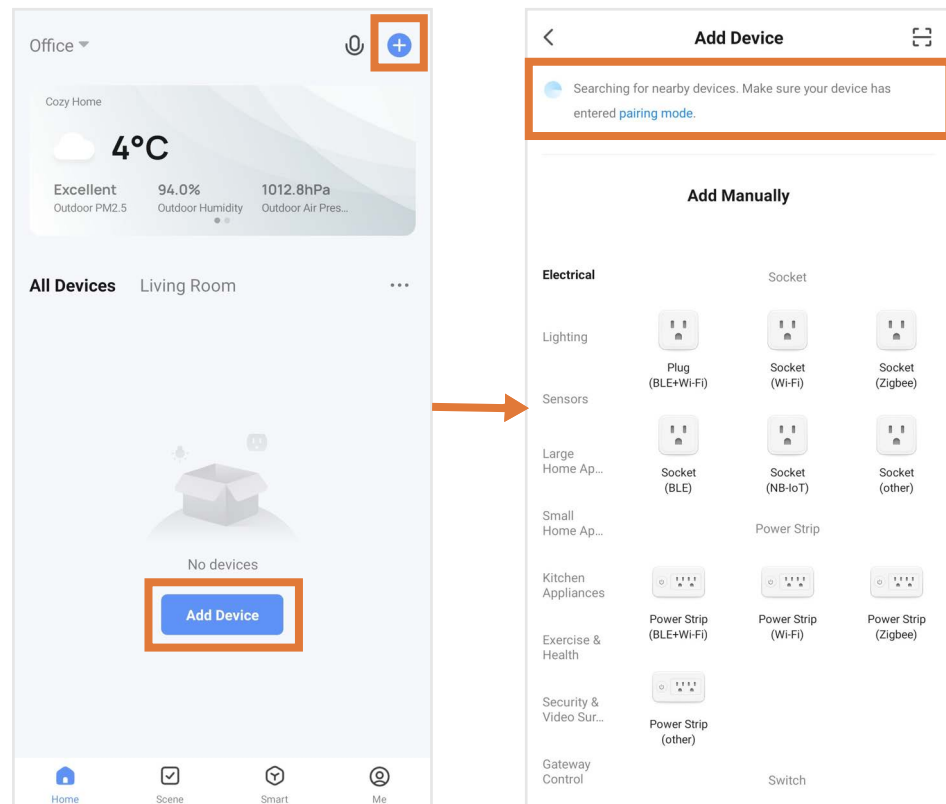 Office
Cozy Home
4°C
Excellent 94.0% 1012.8hPa
Outdoor PM2.5 Outdoor Humidity Outdoor Air Pres...
All Devices Living Room
No devices
Add Device
Home Scene Smart Me
Add Device
Searching for nearby devices. Make sure your device has
entered pairing mode.
Add Manually
Electrical
Lighting
Sensors
Large
Home Ap...
Small
Home Ap...
Kitchen
Appliances
Exercise &
Health
Security &
Video Sur...
Gateway
Control
Socket
Plug
(BLE+Wi-Fi)
Socket
(Wi-Fi)
Socket
(Zigbee)
Socket
(BLE)
Socket
(NB-IoT)
Socket
(other)
Power Strip
Power Strip
(BLE+Wi-Fi)
Power Strip
(Wi-Fi)
Power Strip
(Zigbee)
Power Strip
(other)
Switch